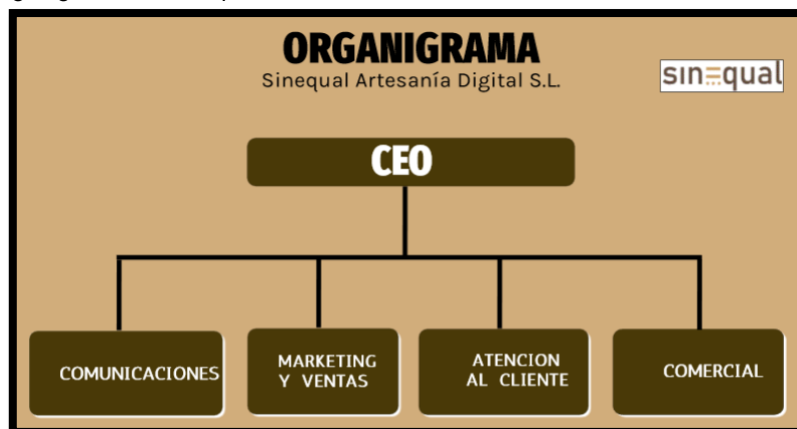 ORGANIGRAMA
Sinequal Artesanía Digital S.L.
sinequal
CEO
COMUNICACIONES
MARKETING
Y VENTAS
ATENCION
AL CLIENTE
COMERCIAL